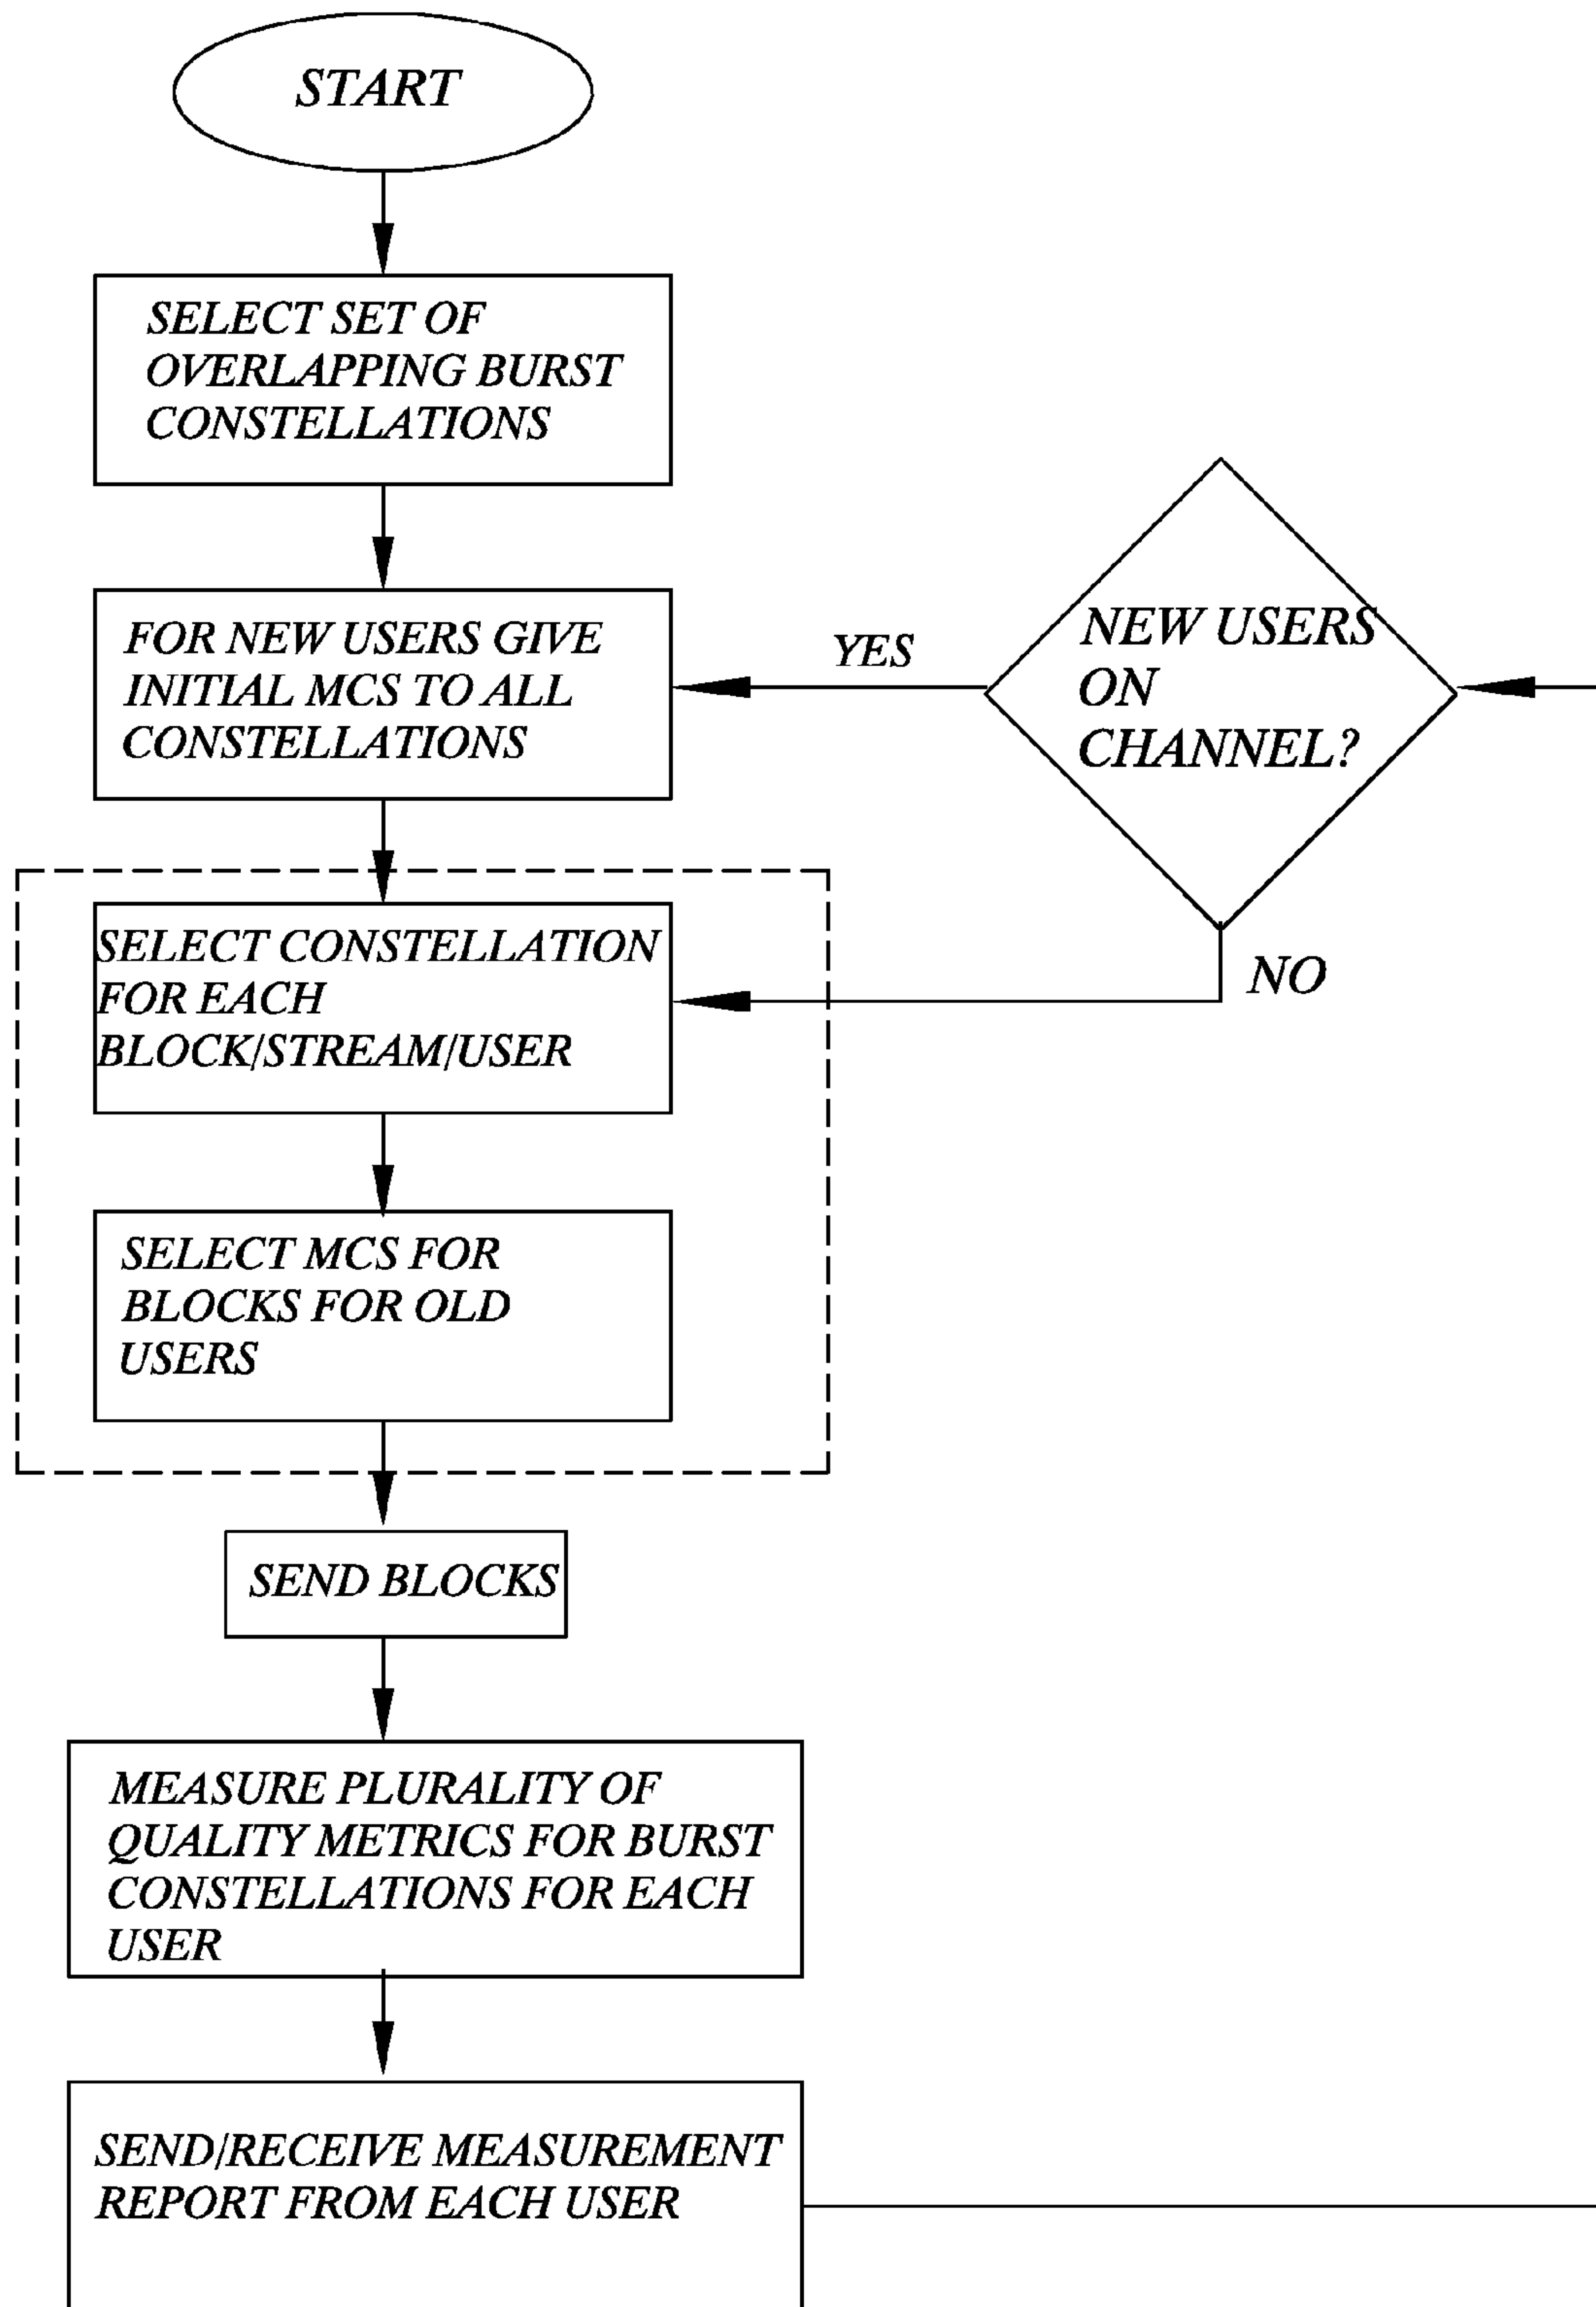 START
SELECT SET OF
OVERLAPPING BURST
CONSTELLATIONS
FOR NEW USERS GIVE
INITIAL MCS TO ALL
CONSTELLATIONS
YES
NEW USERS
ON
CHANNEL?
NO
SELECT CONSTELLATION
FOR EACH
BLOCK/STREAM/USER
SELECT MCS FOR
BLOCKS FOR OLD
USERS
SEND BLOCKS
MEASURE PLURALITY OF
QUALITY METRICS FOR BURST
CONSTELLATIONS FOR EACH
USER
SEND/RECEIVE MEASUREMENT
REPORT FROM EACH USER